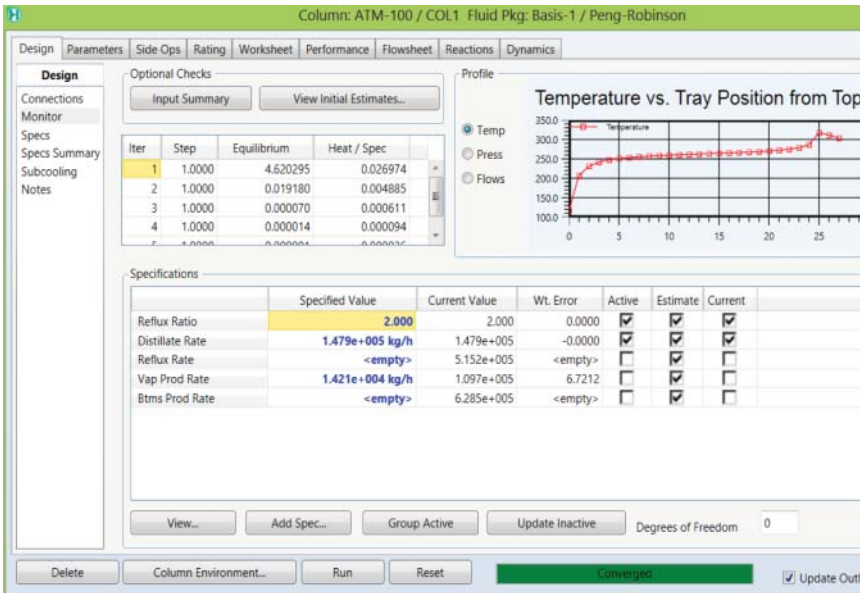 Column: ATM-100 / COL1 Fluid Pkg: Basis-1 / Peng-Robinson
Design Parameters Side Ops Rating Worksheet Performance Flowsheet Reactions Dynamics
Design
Connections
Monitor
Specs
Specs Summary
Subcooling
Notes
Optional Checks
Input Summary View Initial Estimates...
Iter Step Equilibrium Heat / Spec
1 1.0000 4.620295 0.026974
2 1.0000 0.019180 0.004885
3 1.0000 0.000070 0.000611
4 1.0000 0.000014 0.000094
Profile
Temp
Press
Flows
Temperature vs. Tray Position from Top
Temperature
350.0
300.0
250.0
200.0
150.0
100.0
0 5 10 15 20 25
Specifications
Specified Value Current Value Wt. Error Active Estimate Current
Reflux Ratio 2.000 2.000 0.0000
Distillate Rate 1.479e+005 kg/h 1.479e+005 -0.0000
Reflux Rate <empty> 5.152e+005 <empty>
Vap Prod Rate 1.421e+004 kg/h 1.097e+005 6.7212
Btms Prod Rate <empty> 6.285e+005 <empty>
View... Add Spec... Group Active Update Inactive Degrees of Freedom 0
Delete Column Environment... Run Reset Converged Update Outl